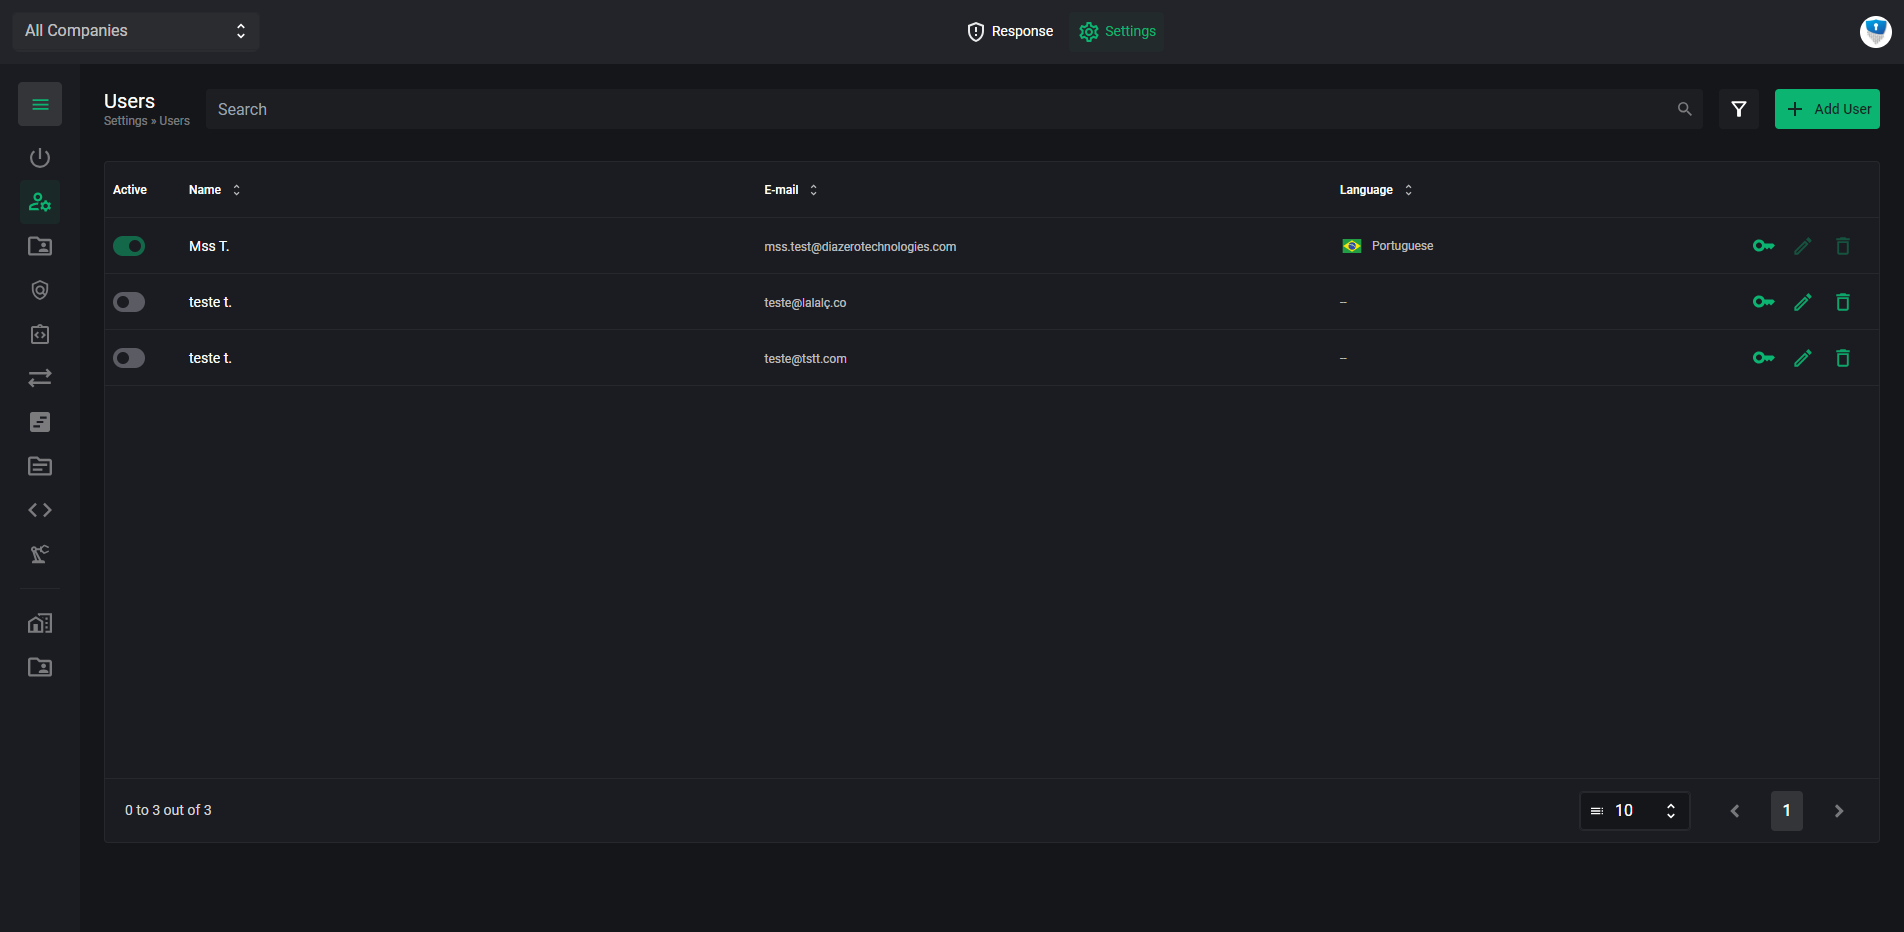 All Companies
Response
Settings
Users
Settings » Users
Search
Add User
Active Name E-mail Language
Mss T. mss.test@diazerotechnologies.com Portuguese
teste t. teste@lalalç.co –
teste t. teste@tstt.com –
0 to 3 out of 3
10
1